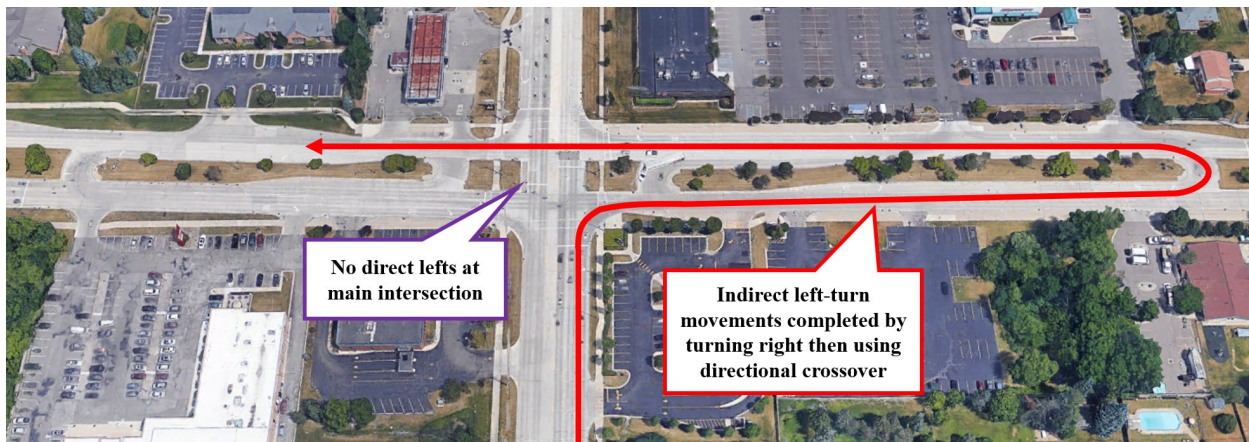 No direct lefts at
main intersection
Indirect left-turn
movements completed by
turning right then using
directional crossover